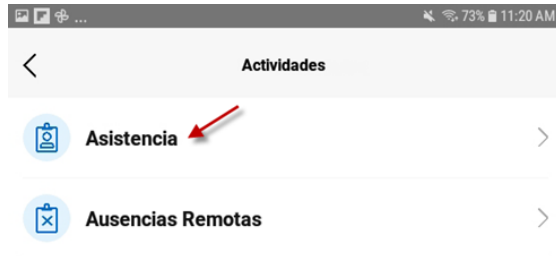 ... 73% 11:20 AM
Actividades
Asistencia
Ausencias Remotas